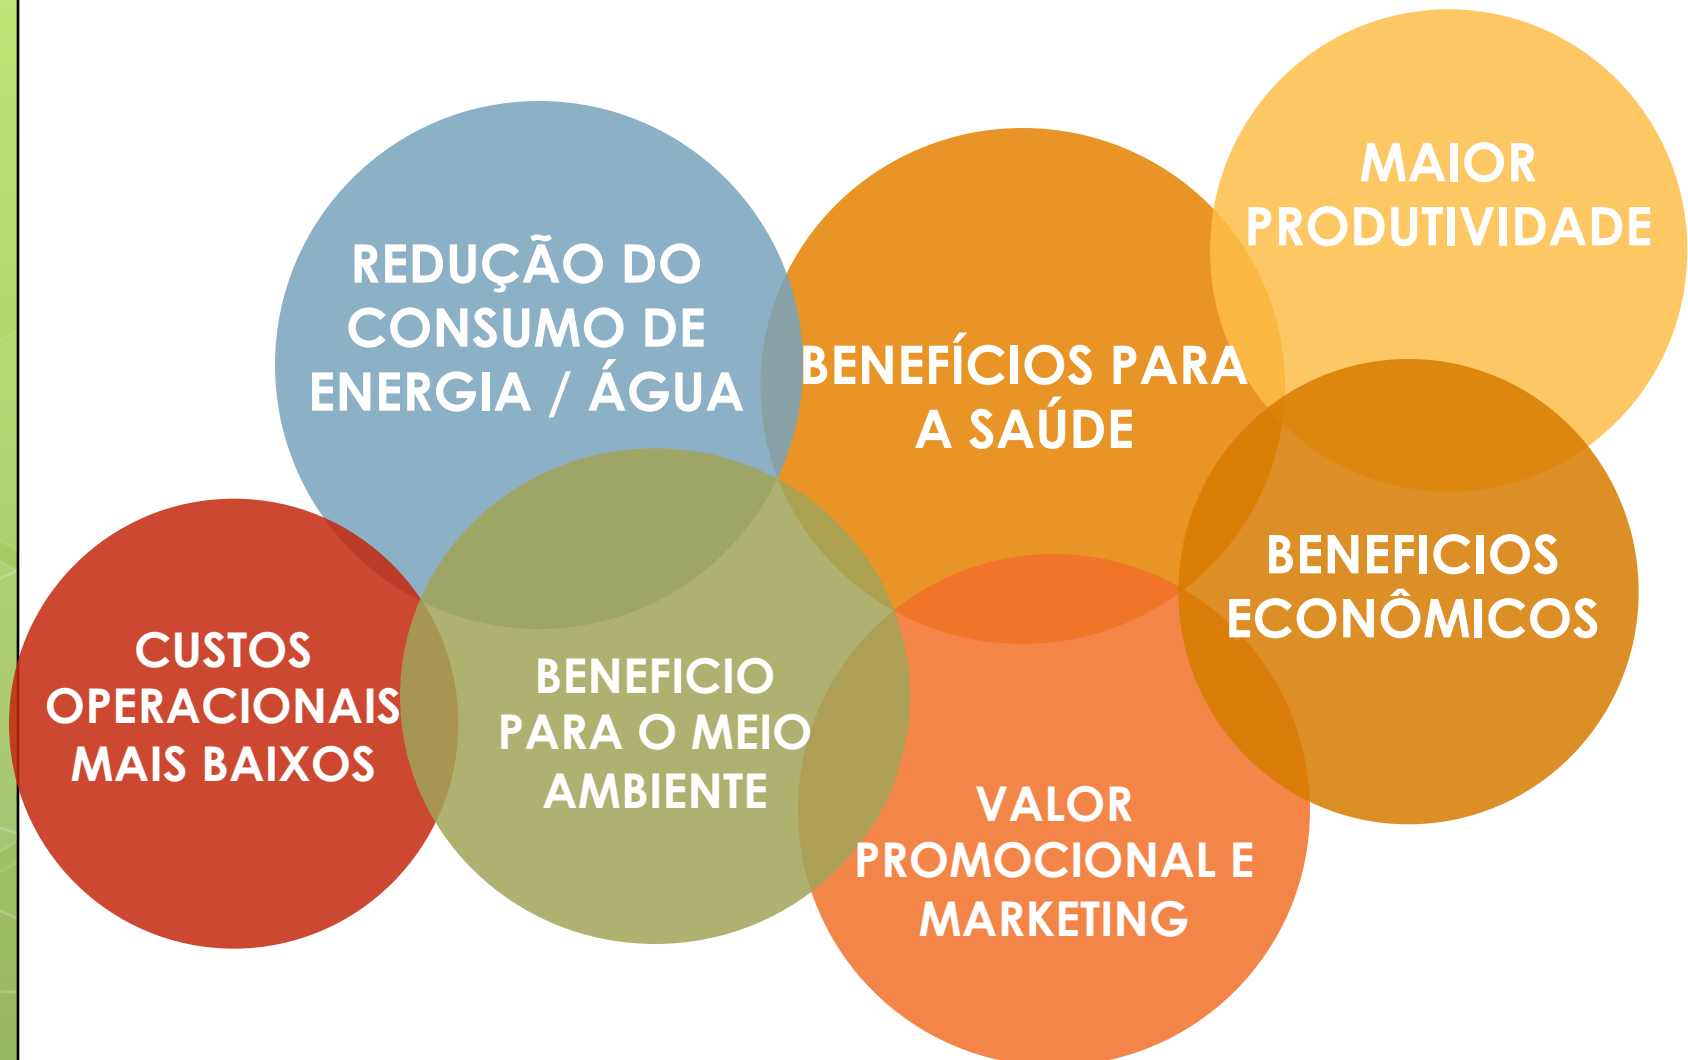 REDUÇÃO DO
CONSUMO DE
ENERGIA / ÁGUA
BENEFÍCIOS PARA
A SAÚDE
MAIOR
PRODUTIVIDADE
CUSTOS
OPERACIONAIS
MAIS BAIXOS
BENEFICIO
PARA O MEIO
AMBIENTE
VALOR
PROMOCIONAL E
MARKETING
BENEFICIOS
ECONÔMICOS